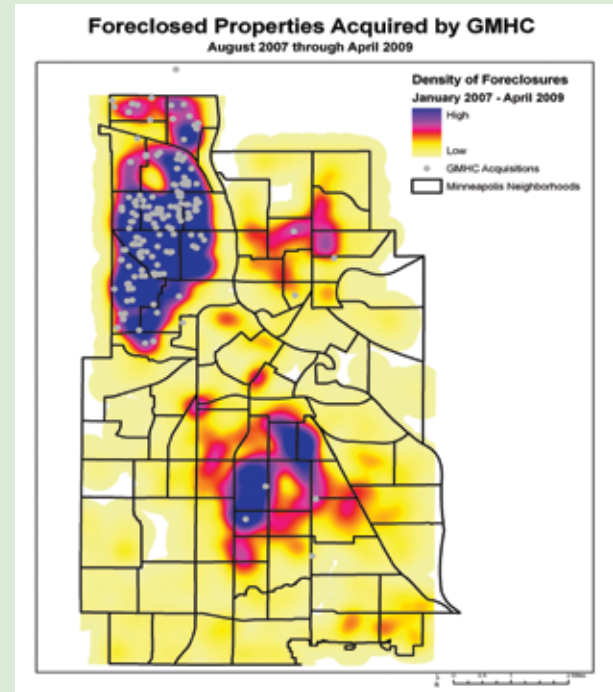 Foreclosed Properties Acquired by GMHC
August 2007 through April 2009
Density of Foreclosures
January 2007 - April 2009
High
Low
GMHC Acquisitions
Minneapolis Neighborhoods